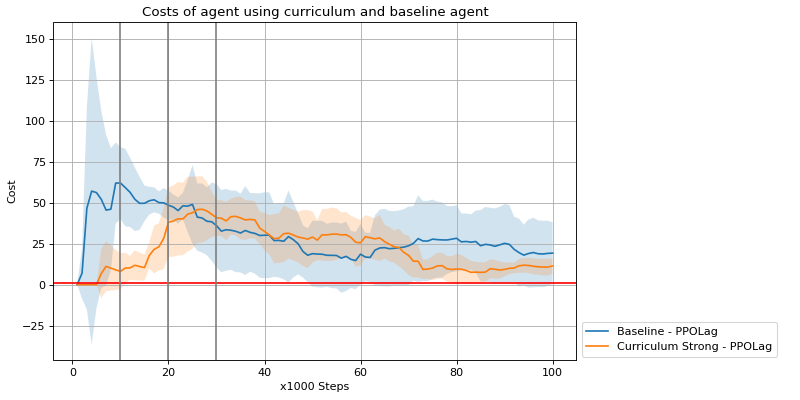 Costs of agent using curriculum and baseline agent
150
125
100
75
50
25
0
−25
Cost
0 20 40 60 80 100
x1000 Steps
Baseline - PPOLag
Curriculum Strong - PPOLag